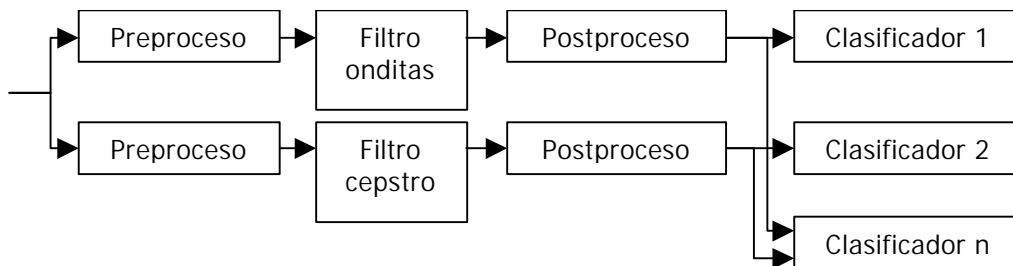 Preproceso
Filtro
onditas
Postproceso
Clasificador 1
Preproceso
Filtro
cepstro
Postproceso
Clasificador 2
Clasificador n